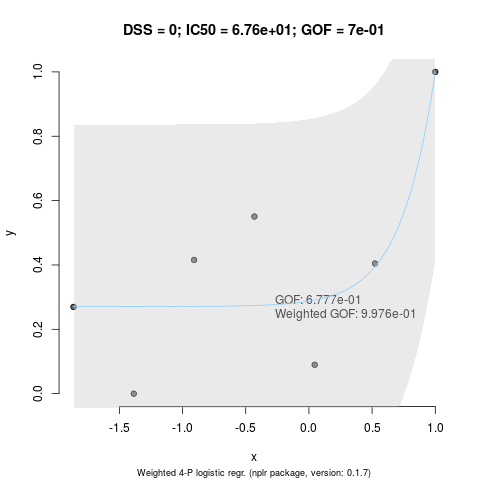 DSS = 0; IC50 = 6.76e+01; GOF = 7e-01
1.0
0.8
0.6
y
0.4
0.2
0.0
GOF: 6.777e-01
Weighted GOF: 9.976e-01
-1.5 -1.0 -0.5 0.0 0.5 1.0
x
Weighted 4-P logistic regr. (nplr package, version: 0.1.7)